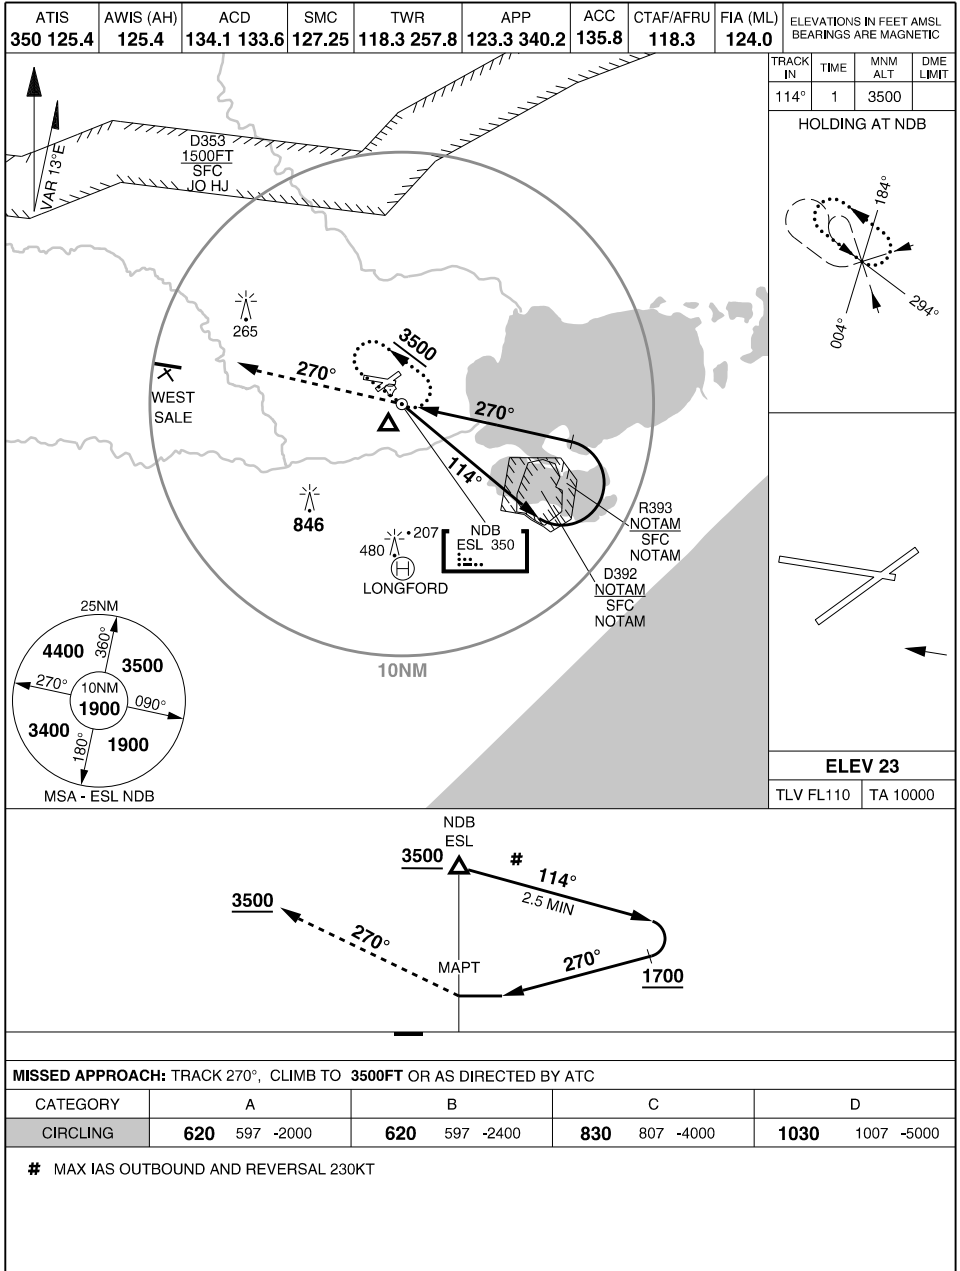 ATIS AWIS (AH) ACD SMC TWR APP ACC CTAF/AFRU FIA (ML)
350 125.4 125.4 134.1 133.6 127.25 118.3 257.8 123.3 340.2 135.8 118.3 124.0
ELEVATIONS IN FEET AMSL
BEARINGS ARE MAGNETIC
TRACK IN TIME MNM ALT DME LIMIT
114° 1 3500
HOLDING AT NDB
184°
294°
004°
VAR 13°E
D353
1500FT
SFC
JO HJ
265
3500
270°
WEST
SALE
270°
114°
846
207
480
H
LONGFORD
NDB
ESL 350
R393
NOTAM
SFC
NOTAM
D392
NOTAM
SFC
NOTAM
10NM
25NM
4400
360°
3500
270°
10NM
1900
090°
3400
180°
1900
MSA - ESL NDB
ELEV 23
TLV FL110 TA 10000
NDB
ESL
3500
#
114°
2.5 MIN
3500
270°
MAPT
270°
1700
MISSED APPROACH: TRACK 270°, CLIMB TO 3500FT OR AS DIRECTED BY ATC
CATEGORY A B C D
CIRCLING 620 597 -2000 620 597 -2400 830 807 -4000 1030 1007 -5000
# MAX IAS OUTBOUND AND REVERSAL 230KT